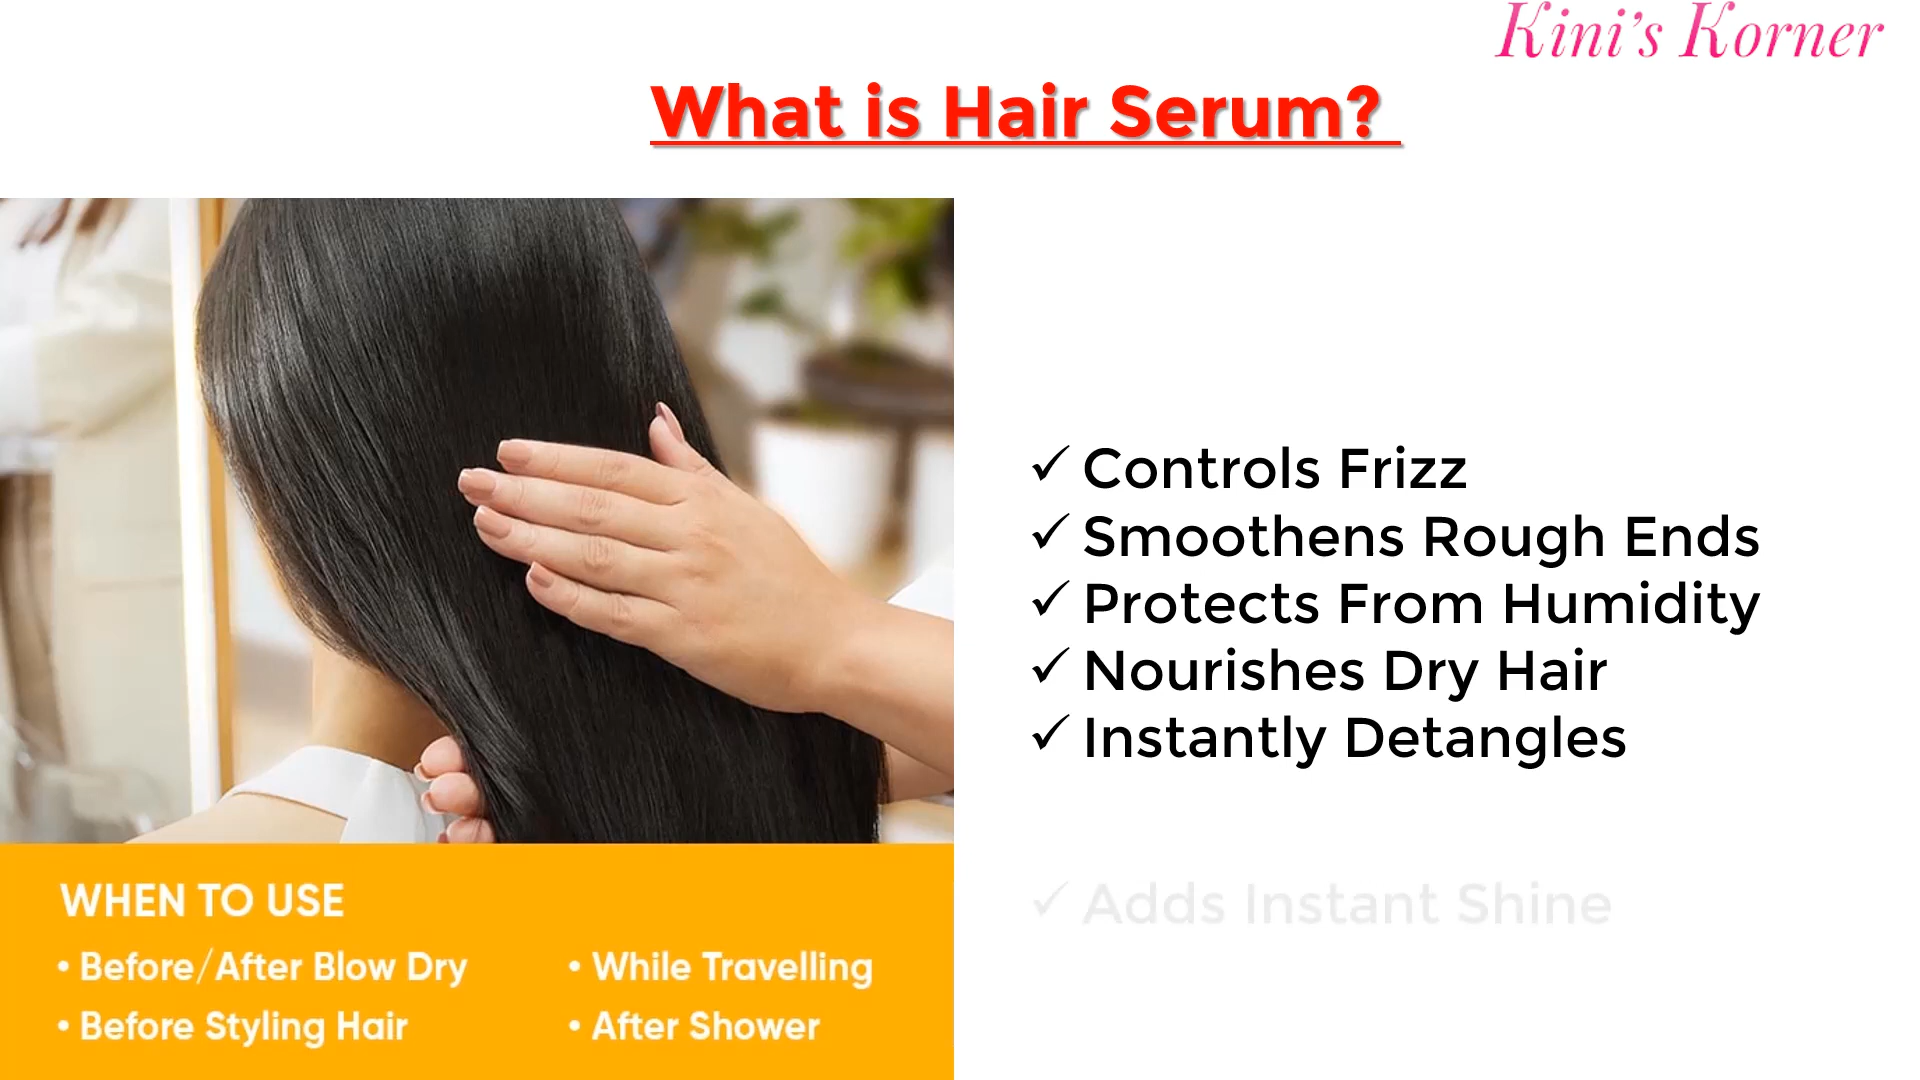 Kini's Korner
What is Hair Serum?
✓ Controls Frizz
✓ Smoothens Rough Ends
✓ Protects From Humidity
✓ Nourishes Dry Hair
✓ Instantly Detangles
✓ Adds Instant Shine
WHEN TO USE
• Before/After Blow Dry
• Before Styling Hair
• While Travelling
• After Shower